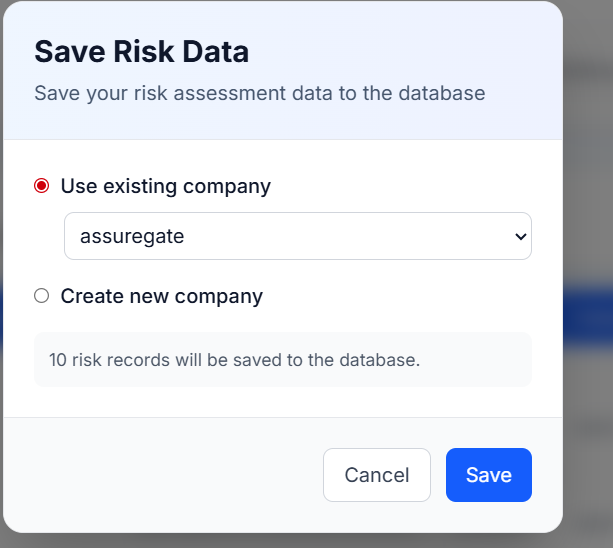 Save Risk Data
Save your risk assessment data to the database
Use existing company
assuregate
Create new company
10 risk records will be saved to the database.
Cancel
Save